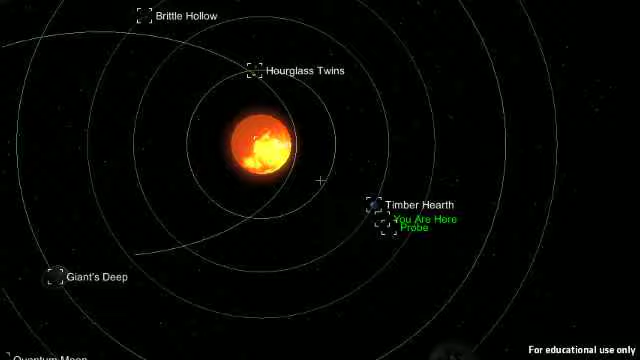 Brittle Hollow
Hourglass Twins
Timber Hearth
You Are Here
Probe
Giant's Deep
Quantum Moon
For educational use only